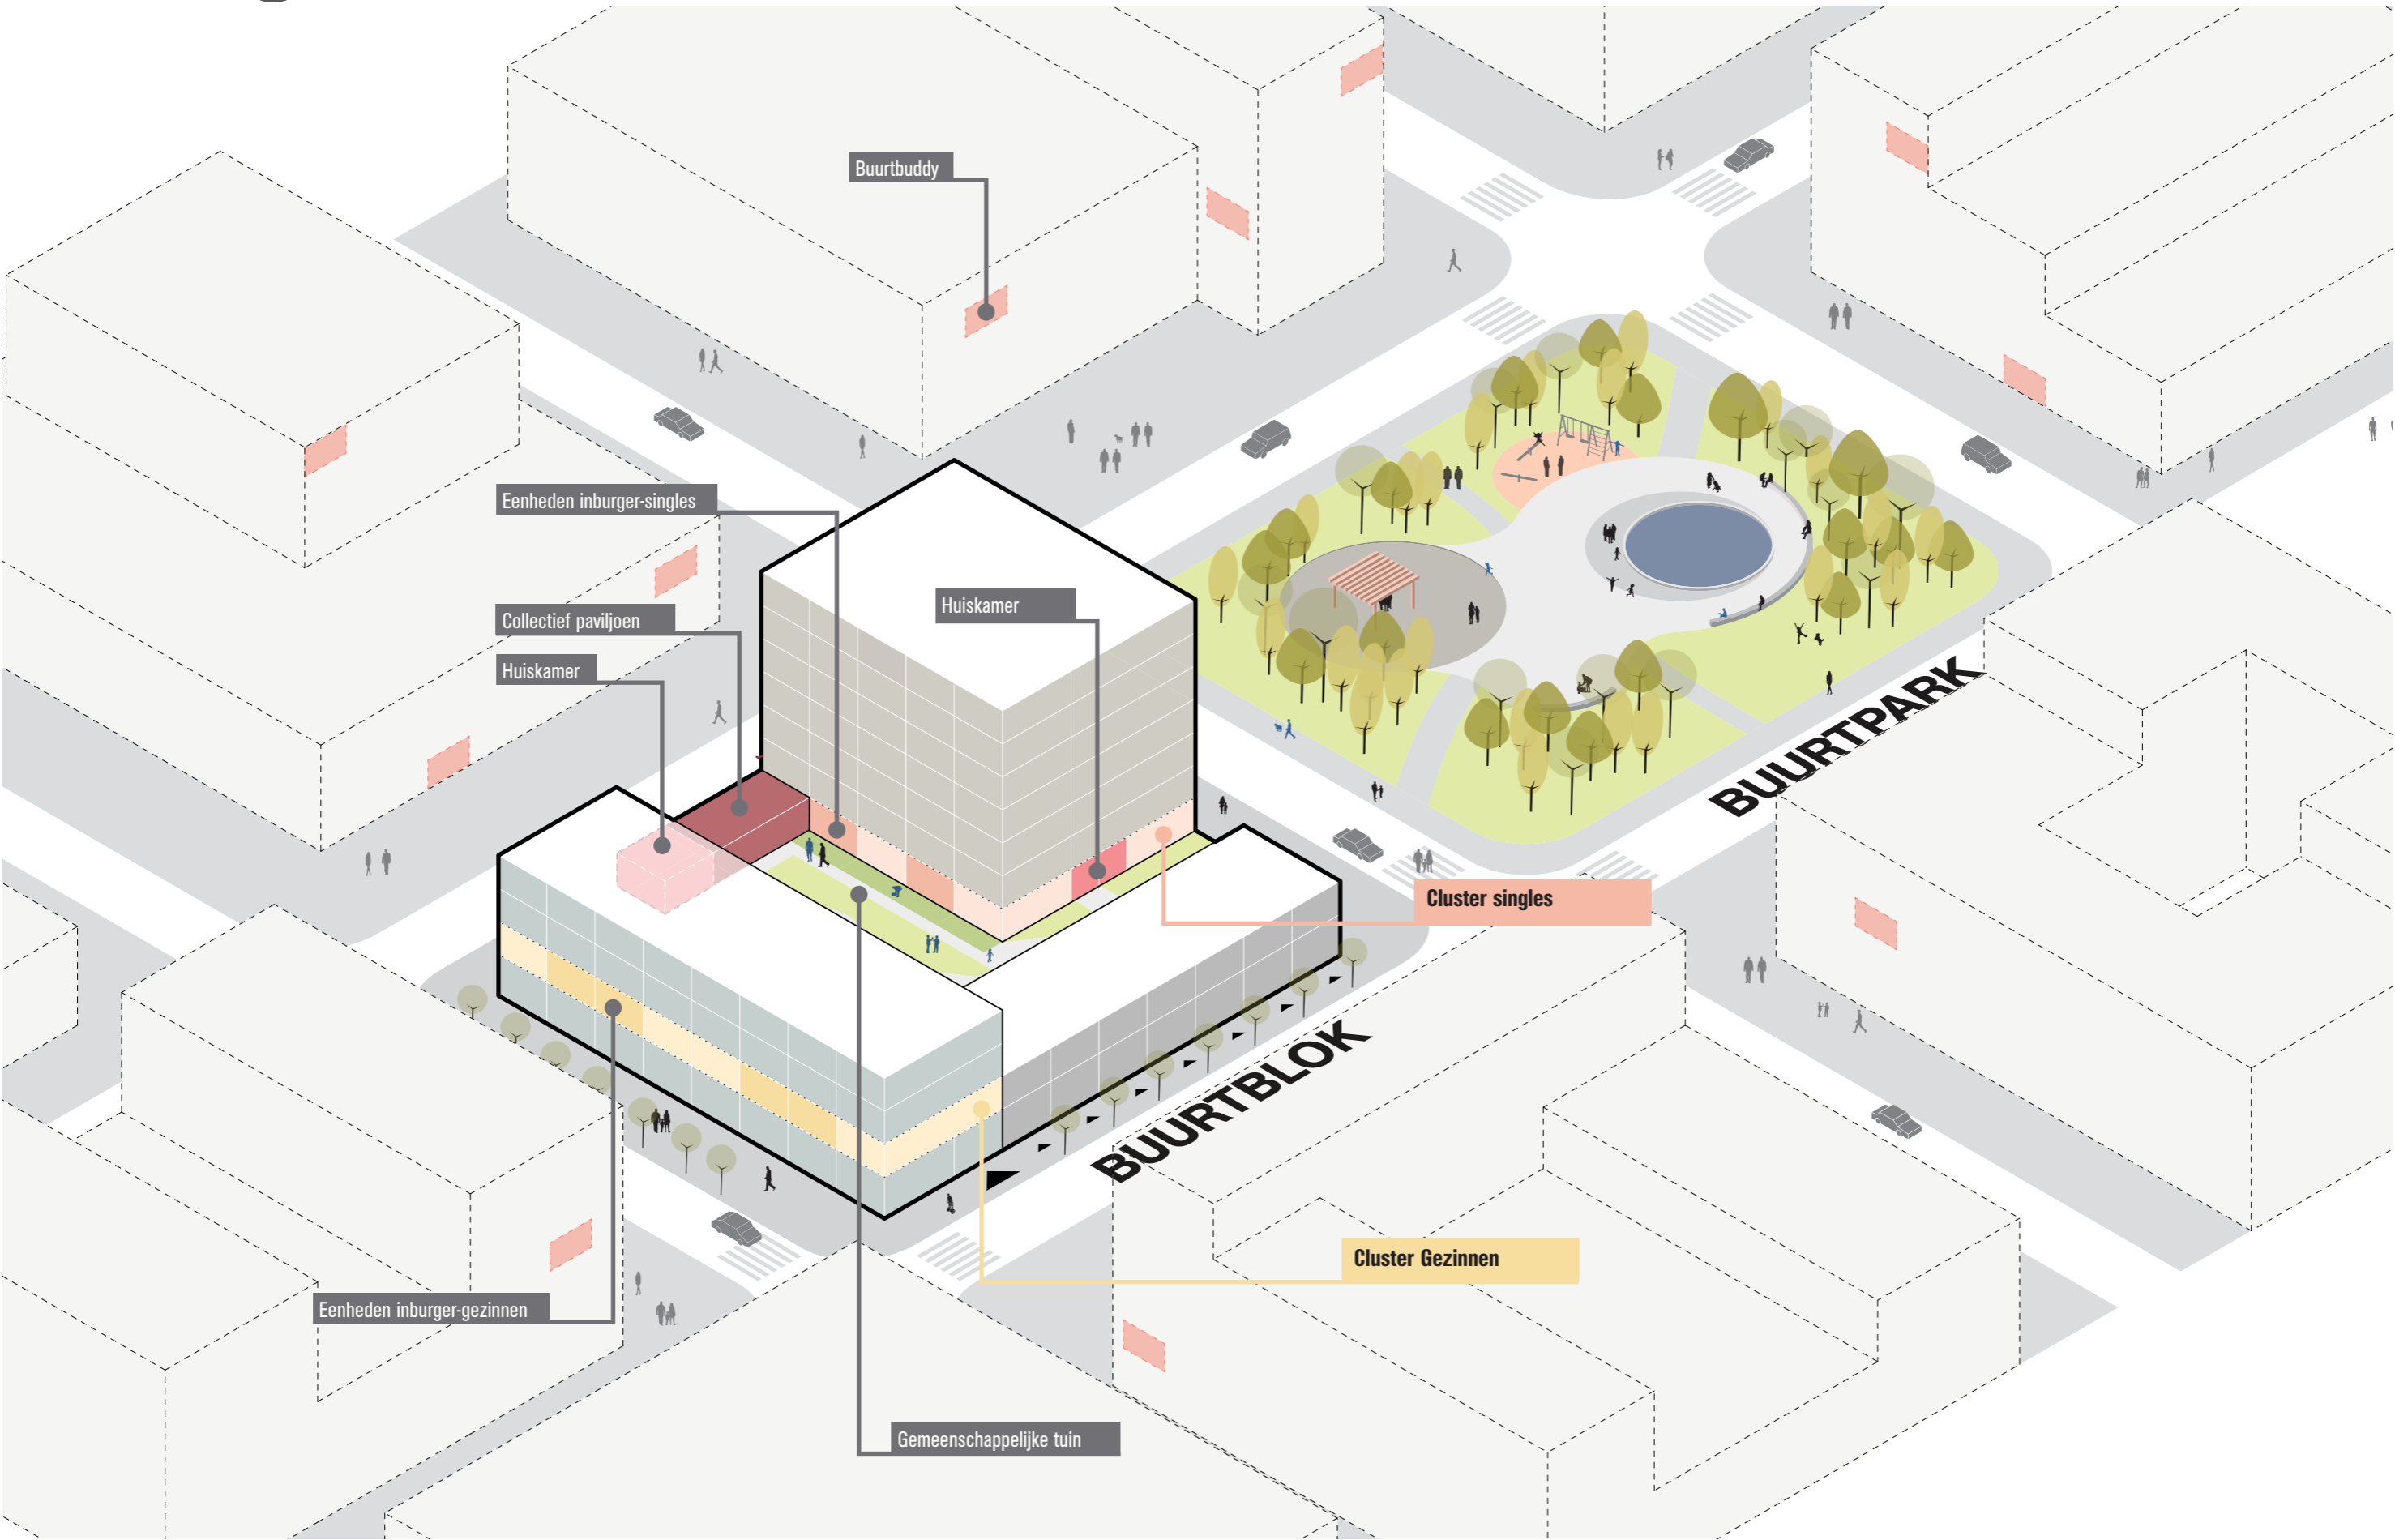 Buurtbuddy
Eenheden inburger-singles
Huiskamer
Collectief paviljoen
Huiskamer
BUURTPARK
Cluster singles
BUURTBLOK
Cluster Gezinnen
Eenheden inburger-gezinnen
Gemeenschappelijke tuin